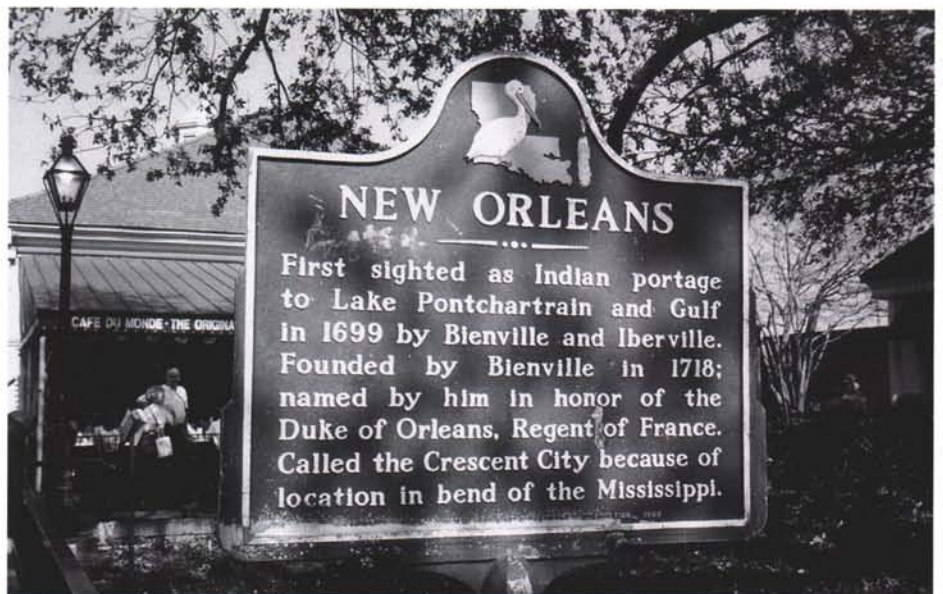 NEW ORLEANS
First sighted as Indian portage
to Lake Pontchartrain and Gulf
in 1699 by Bienville and Iberville.
Founded by Bienville in 1718;
named by him in honor of the
Duke of Orleans, Regent of France.
Called the Crescent City because of
location in bend of the Mississippi.
CAFE DU MONDE - THE ORIGINA